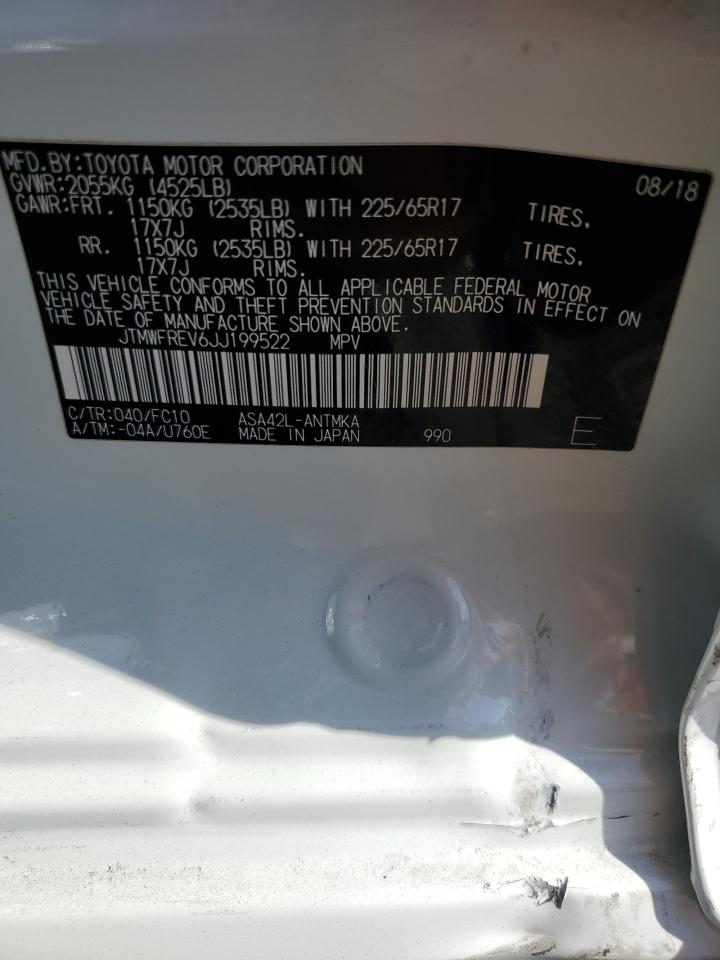 MFD.BY:TOYOTA MOTOR CORPORATION 08/18
GVWR:2055KG (4525LB)
GAWR:FRT. 1150KG (2535LB) WITH 225/65R17 TIRES.
17X7J RIMS.
RR. 1150KG (2535LB) WITH 225/65R17 TIRES.
17X7J RIMS.
THIS VEHICLE CONFORMS TO ALL APPLICABLE FEDERAL MOTOR
VEHICLE SAFETY AND THEFT PREVENTION STANDARDS IN EFFECT ON
THE DATE OF MANUFACTURE SHOWN ABOVE.
JTMWFREV6JJ199522 MPV
C/TR:040/FC10 ASA42L-ANTMKA
A/TM:-04A/U760E MADE IN JAPAN 990 E